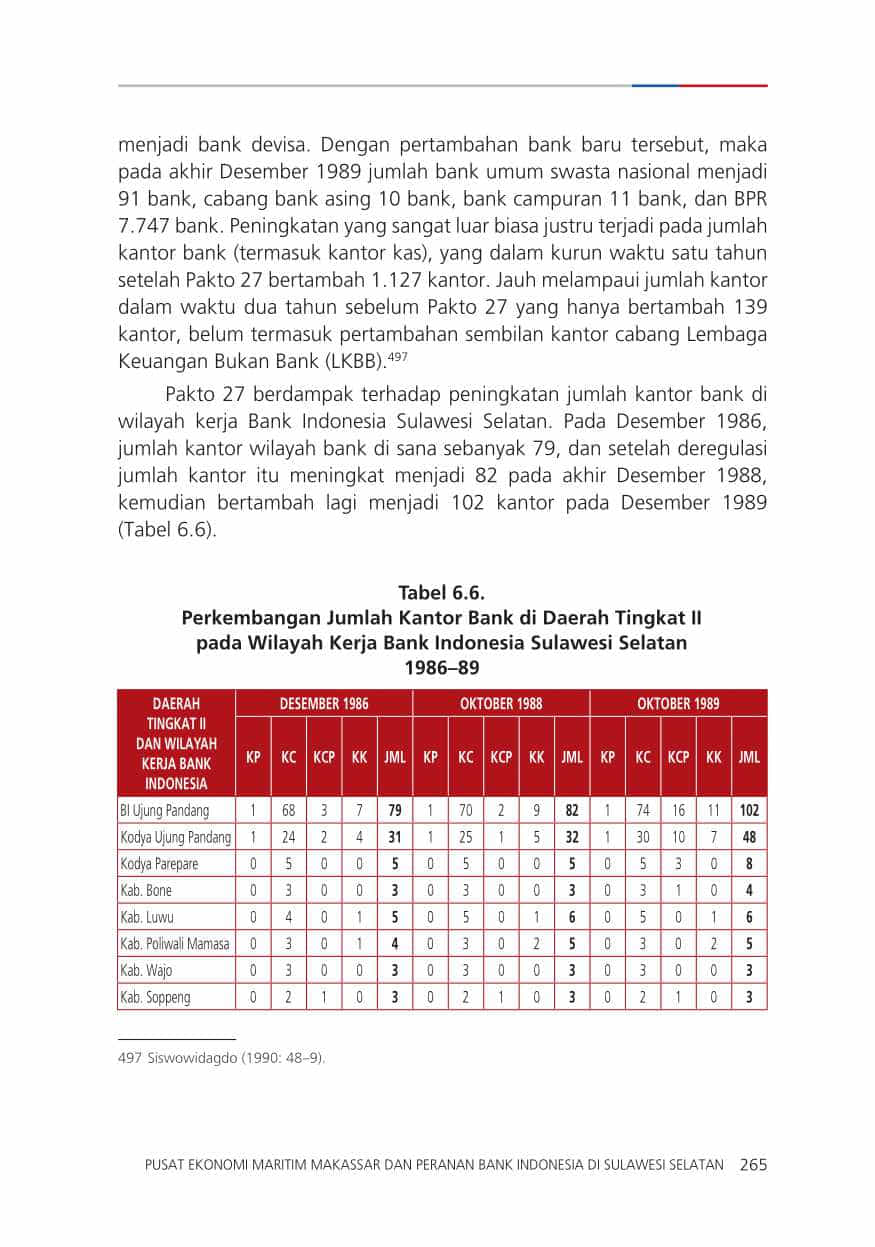 menjadi bank devisa. Dengan pertambahan bank baru tersebut, maka
pada akhir Desember 1989 jumlah bank umum swasta nasional menjadi
91 bank, cabang bank asing 10 bank, bank campuran 11 bank, dan BPR
7.747 bank. Peningkatan yang sangat luar biasa justru terjadi pada jumlah
kantor bank (termasuk kantor kas), yang dalam kurun waktu satu tahun
setelah Pakto 27 bertambah 1.127 kantor. Jauh melampaui jumlah kantor
dalam waktu dua tahun sebelum Pakto 27 yang hanya bertambah 139
kantor, belum termasuk pertambahan sembilan kantor cabang Lembaga
Keuangan Bukan Bank (LKBB).497
Pakto 27 berdampak terhadap peningkatan jumlah kantor bank di
wilayah kerja Bank Indonesia Sulawesi Selatan. Pada Desember 1986,
jumlah kantor wilayah bank di sana sebanyak 79, dan setelah deregulasi
jumlah kantor itu meningkat menjadi 82 pada akhir Desember 1988,
kemudian bertambah lagi menjadi 102 kantor pada Desember 1989
(Tabel 6.6).
Tabel 6.6.
Perkembangan Jumlah Kantor Bank di Daerah Tingkat II
pada Wilayah Kerja Bank Indonesia Sulawesi Selatan
1986–89
DAERAH
TINGKAT II
DAN WILAYAH
KERJA BANK
INDONESIA
DESEMBER 1986 OKTOBER 1988 OKTOBER 1989
KP KC KCP KK JML KP KC KCP KK JML KP KC KCP KK JML
BI Ujung Pandang 1 68 3 7 79 1 70 2 9 82 1 74 16 11 102
Kodya Ujung Pandang 1 24 2 4 31 1 25 1 5 32 1 30 10 7 48
Kodya Parepare 0 5 0 0 5 0 5 0 0 5 0 5 3 0 8
Kab. Bone 0 3 0 0 3 0 3 0 0 3 0 3 1 0 4
Kab. Luwu 0 4 0 1 5 0 5 0 1 6 0 5 0 1 6
Kab. Poliwali Mamasa 0 3 0 1 4 0 3 0 2 5 0 3 0 2 5
Kab. Wajo 0 3 0 0 3 0 3 0 0 3 0 3 0 0 3
Kab. Soppeng 0 2 1 0 3 0 2 1 0 3 0 2 1 0 3
497 Siswowidagdo (1990: 48–9).
PUSAT EKONOMI MARITIM MAKASSAR DAN PERANAN BANK INDONESIA DI SULAWESI SELATAN 265